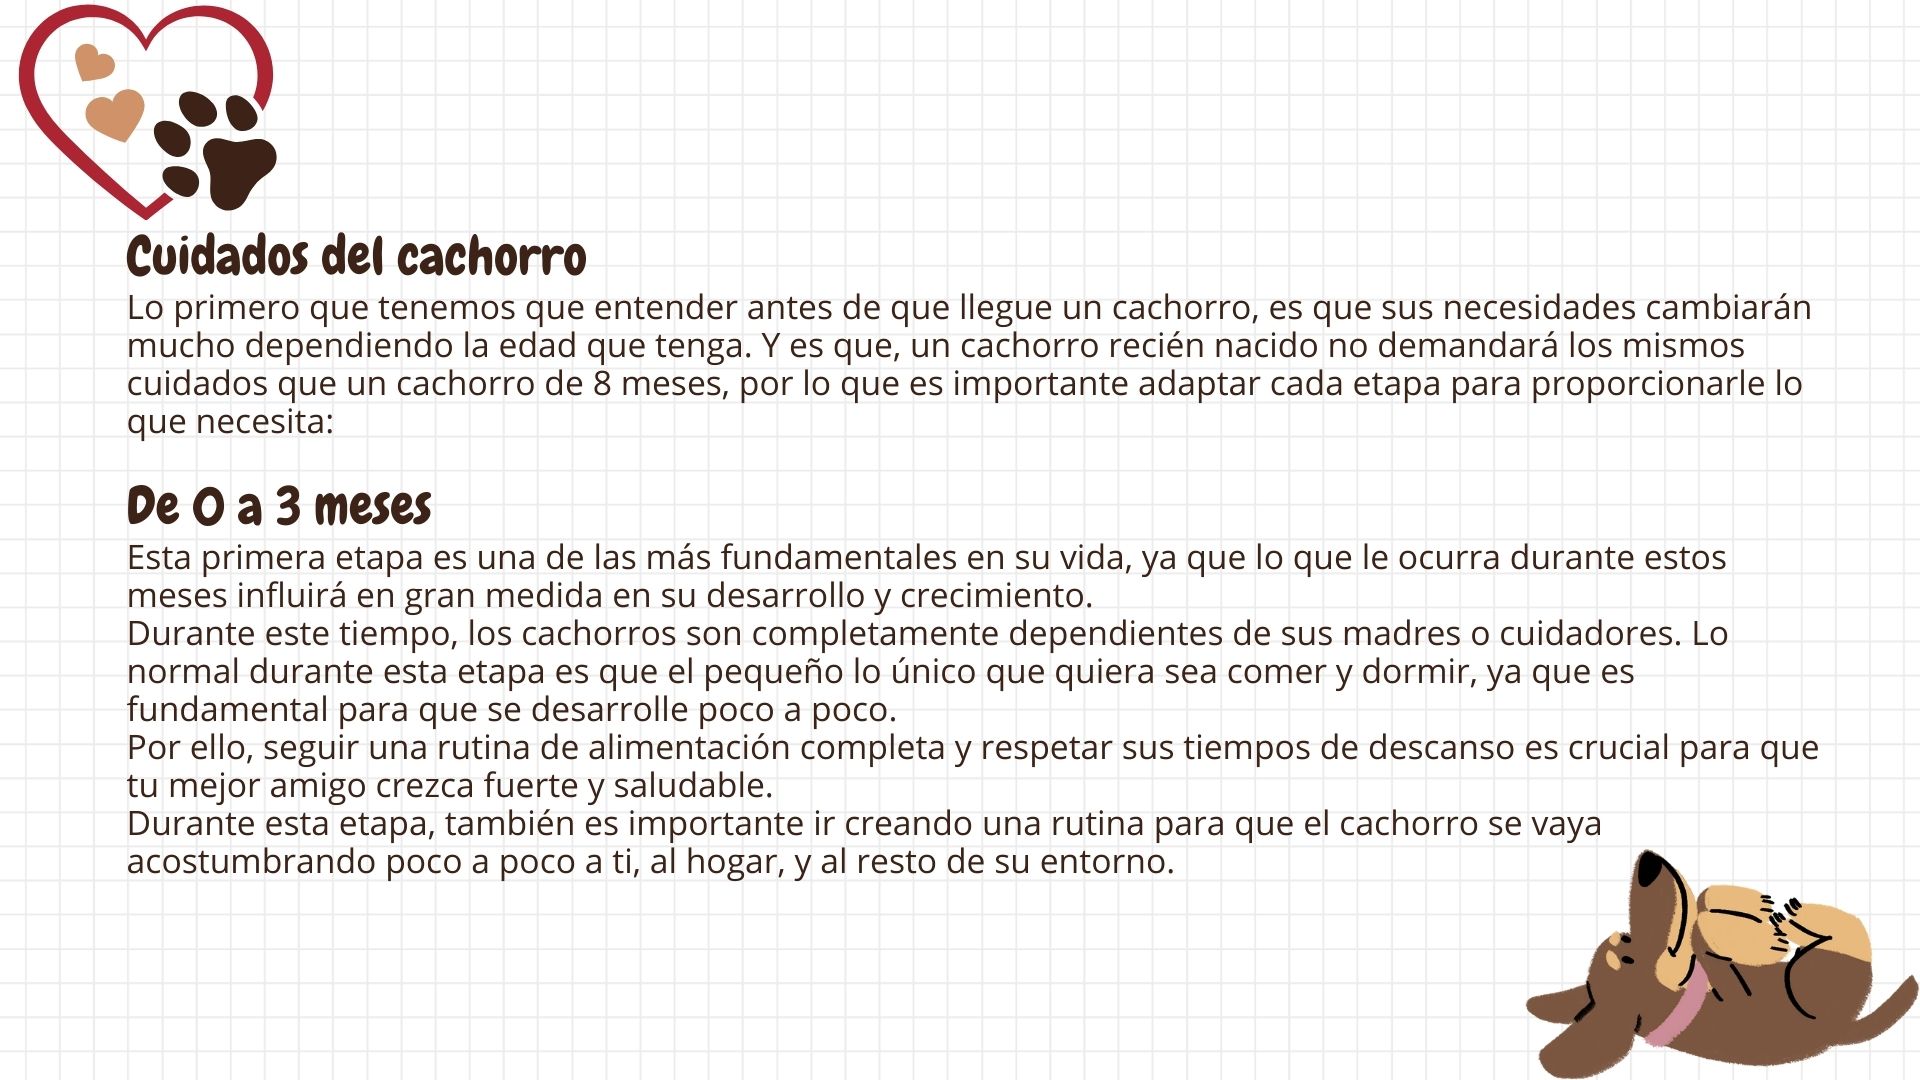 Cuidados del cachorro
Lo primero que tenemos que entender antes de que llegue un cachorro, es que sus necesidades cambiarán
mucho dependiendo la edad que tenga. Y es que, un cachorro recién nacido no demandará los mismos
cuidados que un cachorro de 8 meses, por lo que es importante adaptar cada etapa para proporcionarle lo
que necesita:
De 0 a 3 meses
Esta primera etapa es una de las más fundamentales en su vida, ya que lo que le ocurra durante estos
meses influirá en gran medida en su desarrollo y crecimiento.
Durante este tiempo, los cachorros son completamente dependientes de sus madres o cuidadores. Lo
normal durante esta etapa es que el pequeño lo único que quiera sea comer y dormir, ya que es
fundamental para que se desarrolle poco a poco.
Por ello, seguir una rutina de alimentación completa y respetar sus tiempos de descanso es crucial para que
tu mejor amigo crezca fuerte y saludable.
Durante esta etapa, también es importante ir creando una rutina para que el cachorro se vaya
acostumbrando poco a poco a ti, al hogar, y al resto de su entorno.